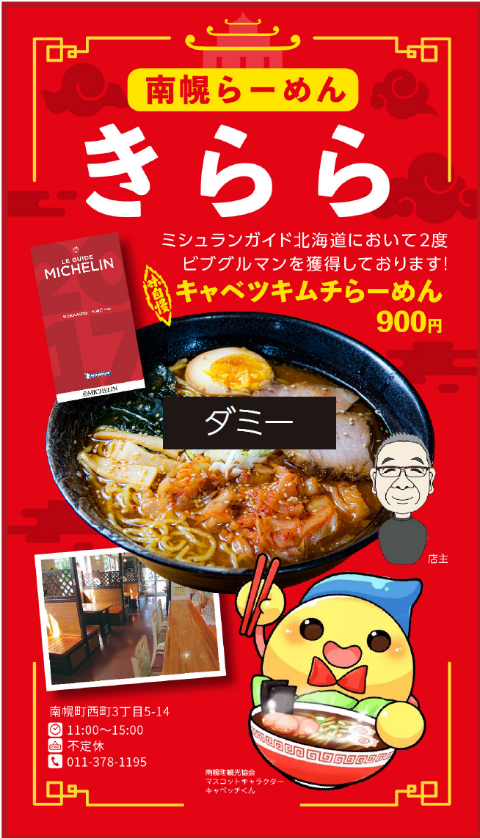 南幌らーめん
きらら
ミシュランガイド北海道において2度
ビブグルマンを獲得しております!
味自慢
キャベツキムチらーめん
900円
LE GUIDE
MICHELIN
2017
MICHELIN
ダミー
店主
南幌町西町3丁目5-14
11:00〜15:00
不定休
011-378-1195
南幌町観光協会
マスコットキャラクター
キャベッチくん